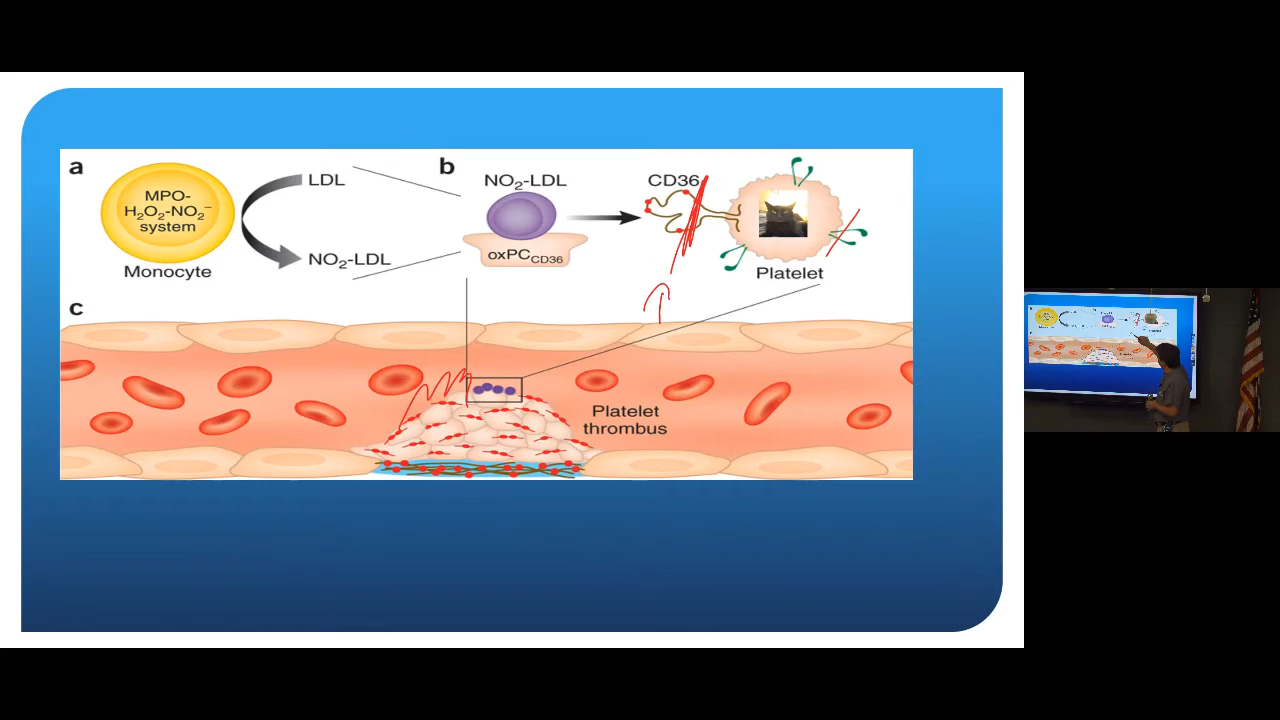 a
MPO-
H₂O₂-NO₂⁻
system
Monocyte
LDL
NO₂-LDL
b
NO₂-LDL
oxPCCD36
CD36
Platelet
c
Platelet
thrombus